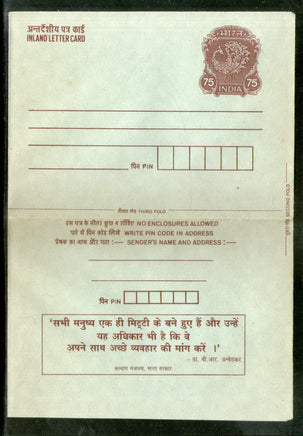 अन्तर्देशीय पत्र कार्ड
INLAND LETTER CARD
भारत
75 75
INDIA
पिन PIN
तीसरा मोड़ THIRD FOLD
दूसरा मोड़ SECOND FOLD
इस पत्र के भीतर कुछ न रखिये NO ENCLOSURES ALLOWED
पते में पिन कोड लिखें WRITE PIN CODE IN ADDRESS
प्रेषक का नाम और पता :— SENDER'S NAME AND ADDRESS :—
पिन PIN
'सभी मनुष्य एक ही मिट्टी के बने हुए हैं और उन्हें
यह अधिकार भी है कि वे
अपने साथ अच्छे व्यवहार की मांग करें ।'
- डा. बी.आर. अम्बेडकर
कल्याण मंत्रालय, भारत सरकार